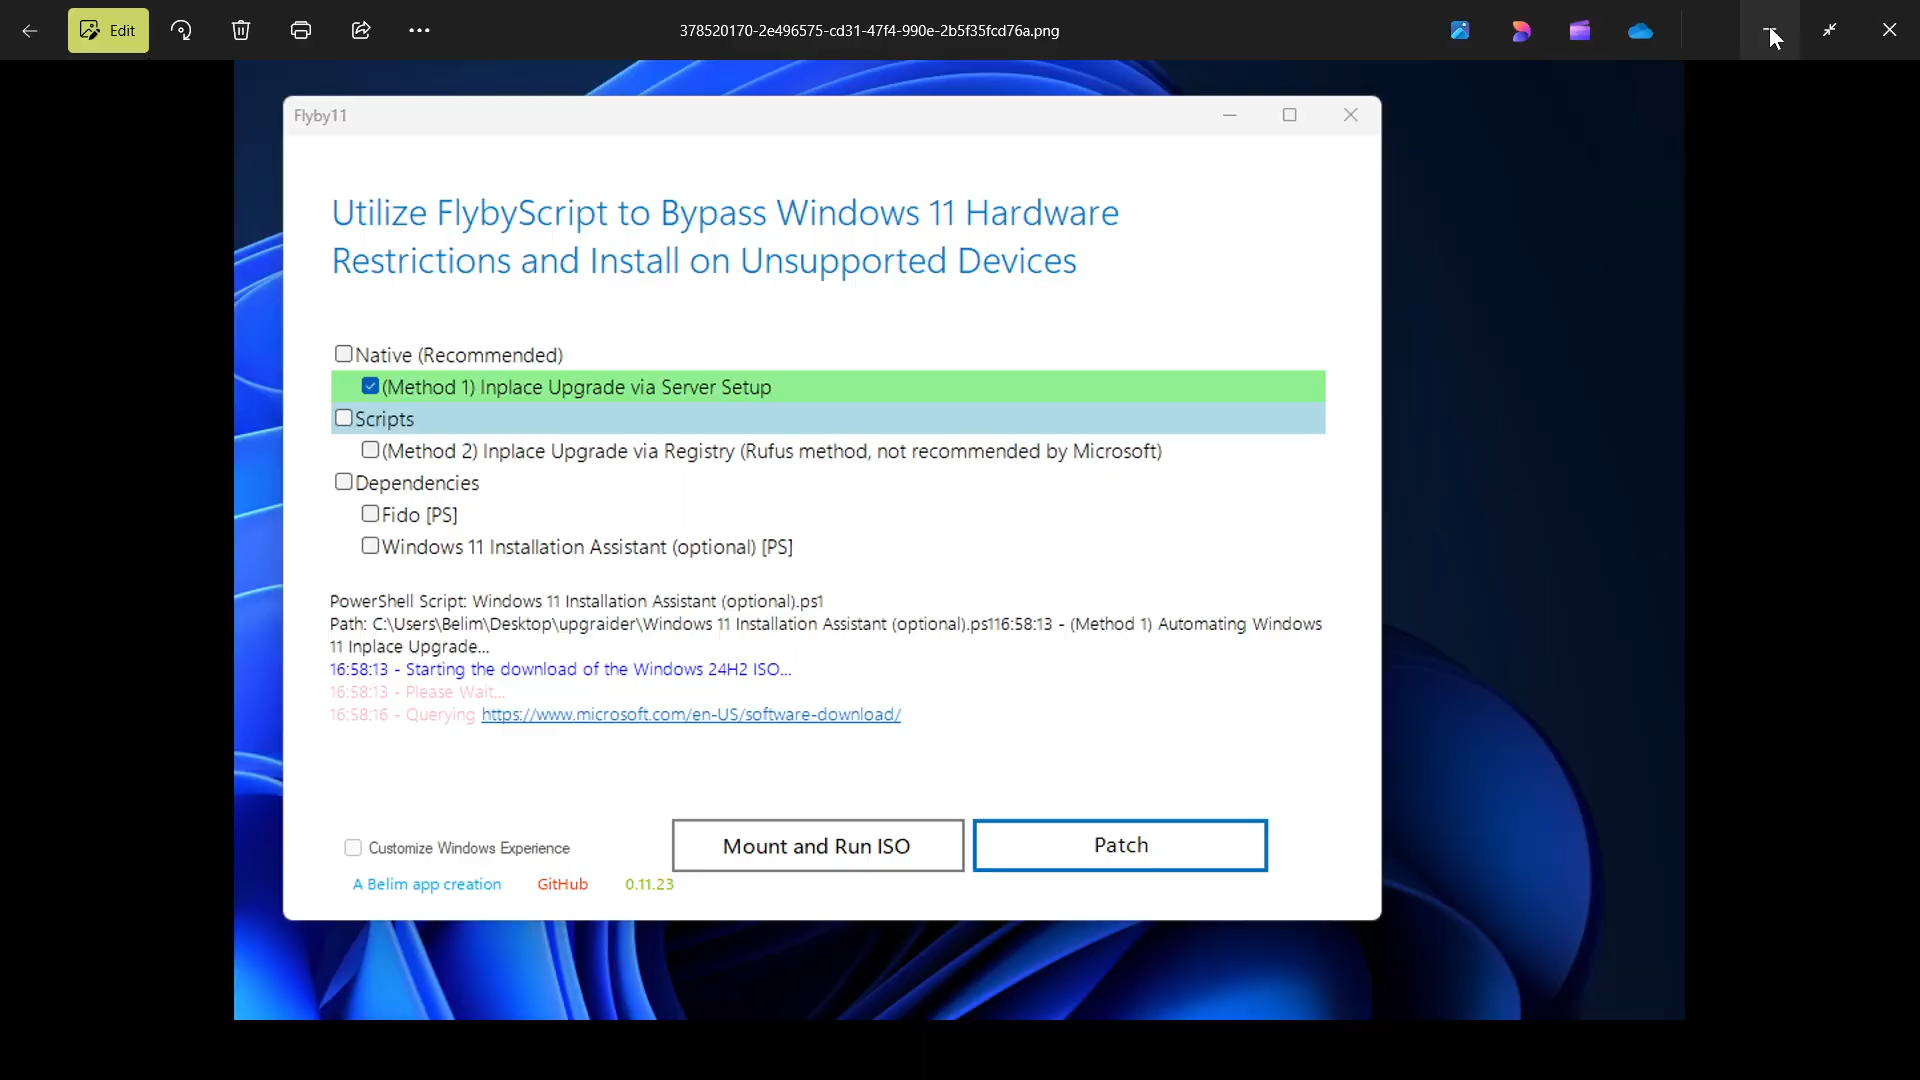 Edit
378520170-2e496575-cd31-47f4-990e-2b5f35fcd76a.png
Flyby11
Utilize FlybyScript to Bypass Windows 11 Hardware
Restrictions and Install on Unsupported Devices
Native (Recommended)
(Method 1) Inplace Upgrade via Server Setup
Scripts
(Method 2) Inplace Upgrade via Registry (Rufus method, not recommended by Microsoft)
Dependencies
Fido [PS]
Windows 11 Installation Assistant (optional) [PS]
PowerShell Script: Windows 11 Installation Assistant (optional).ps1
Path: C:\Users\Belim\Desktop\upgraider\Windows 11 Installation Assistant (optional).ps116:58:13 - (Method 1) Automating Windows
11 Inplace Upgrade...
16:58:13 - Starting the download of the Windows 24H2 ISO...
16:58:13 - Please Wait...
16:58:16 - Querying https://www.microsoft.com/en-US/software-download/
Customize Windows Experience
Mount and Run ISO
Patch
A Belim app creation
GitHub
0.11.23